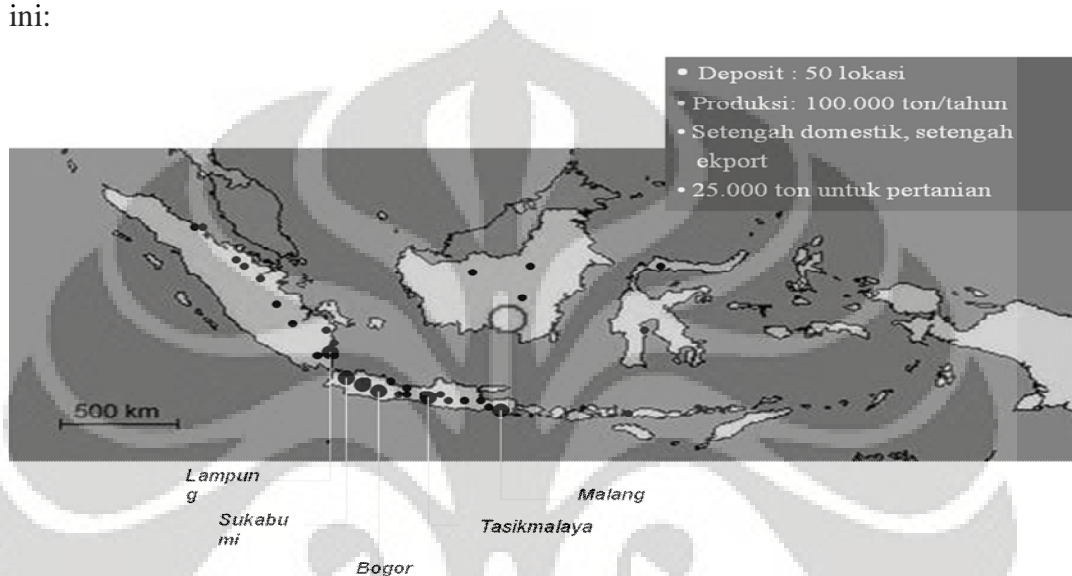 ini:
• Deposit : 50 lokasi
• Produksi: 100.000 ton/tahun
• Setengah domestik, setengah
ekport
• 25.000 ton untuk pertanian
500 km
Lampun
g
Sukabu
mi
Bogor
Tasikmalaya
Malang